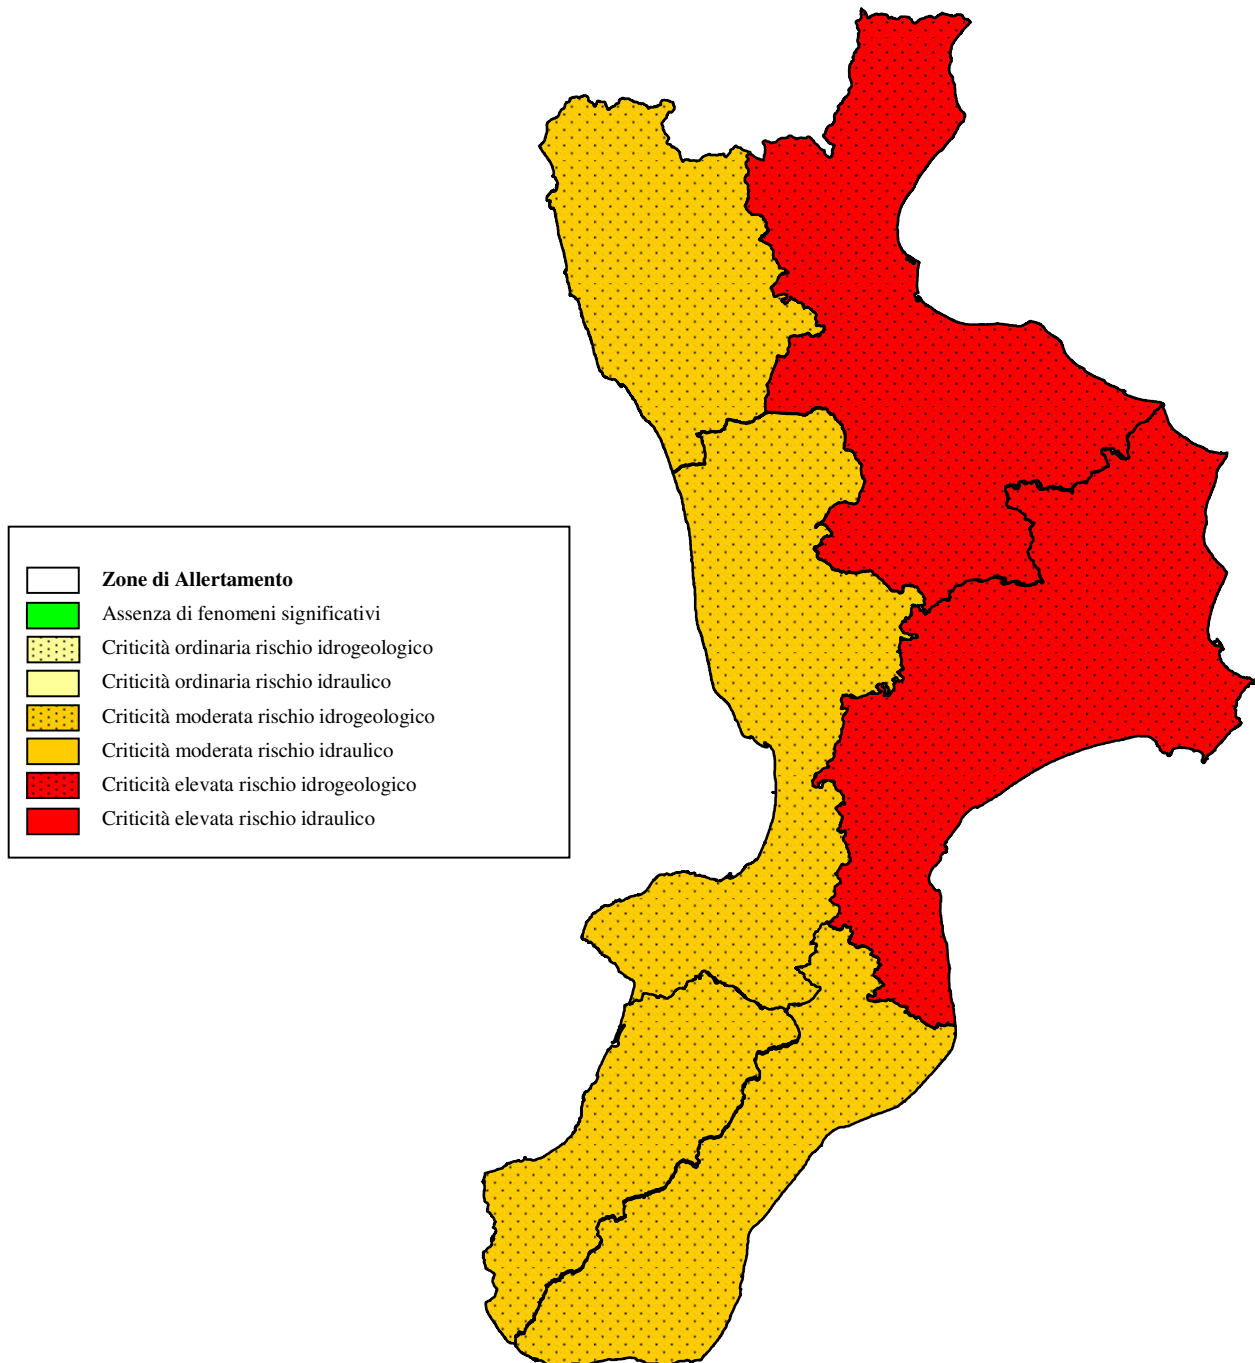 Zone di Allertamento
Assenza di fenomeni significativi
Criticità ordinaria rischio idrogeologico
Criticità ordinaria rischio idraulico
Criticità moderata rischio idrogeologico
Criticità moderata rischio idraulico
Criticità elevata rischio idrogeologico
Criticità elevata rischio idraulico